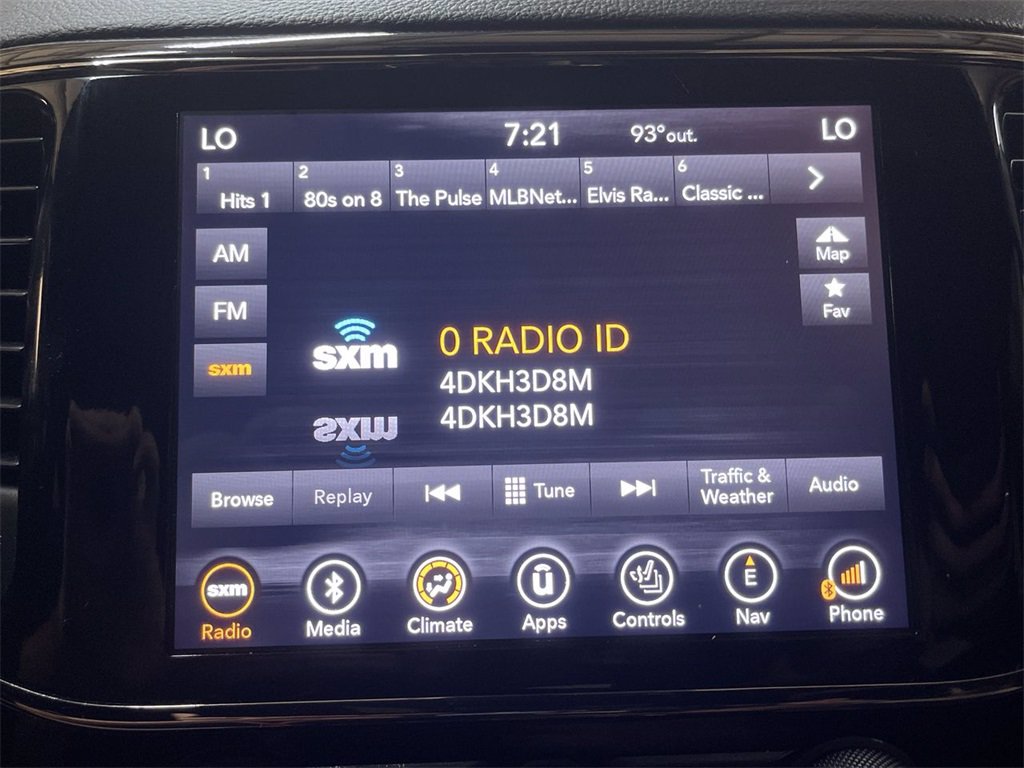 LO 7:21 93°out. LO
1 2 3 4 5 6
Hits 1 80s on 8 The Pulse MLBNet... Elvis Ra... Classic ... >
AM
Map
FM
Fav
sxm
sxm
0 RADIO ID
4DKH3D8M
4DKH3D8M
sxm
Browse Replay Tune Traffic & Audio
Weather
sxm û E
Radio Media Climate Apps Controls Nav Phone